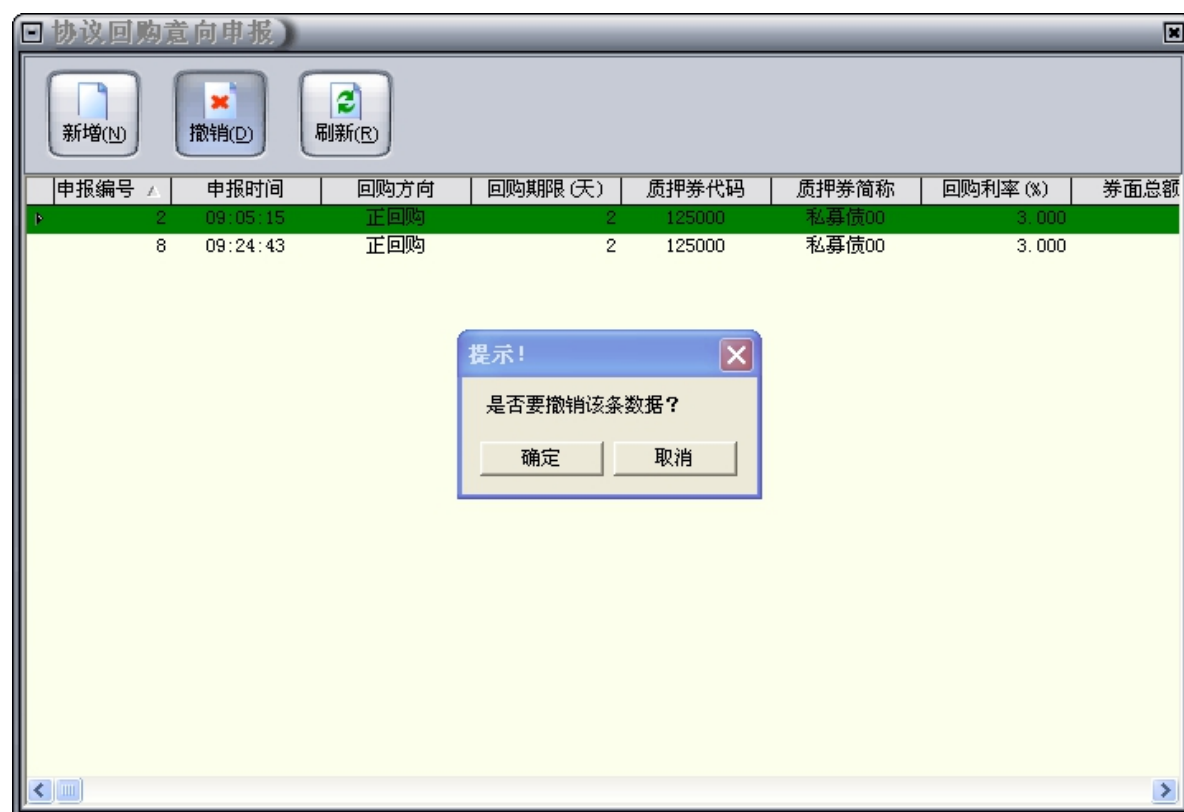 协议回购意向申报
新增(N) 撤销(D) 刷新(R)
申报编号 申报时间 回购方向 回购期限(天) 质押券代码 质押券简称 回购利率(%) 券面总额
2 09:05:15 正回购 2 125000 私募债00 3.000
8 09:24:43 正回购 2 125000 私募债00 3.000
提示!
是否要撤销该条数据?
确定 取消